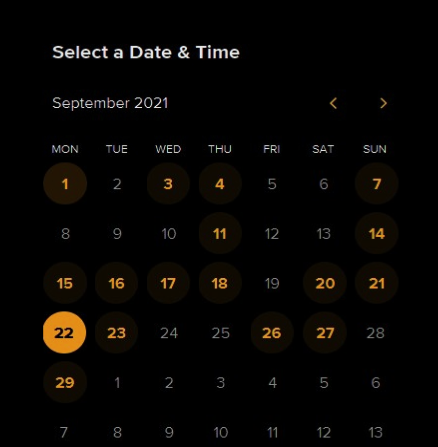 Select a Date & Time
September 2021
MON TUE WED THU FRI SAT SUN
1 2 3 4 5 6 7
8 9 10 11 12 13 14
15 16 17 18 19 20 21
22 23 24 25 26 27 28
29 1 2 3 4 5 6
7 8 9 10 11 12 13